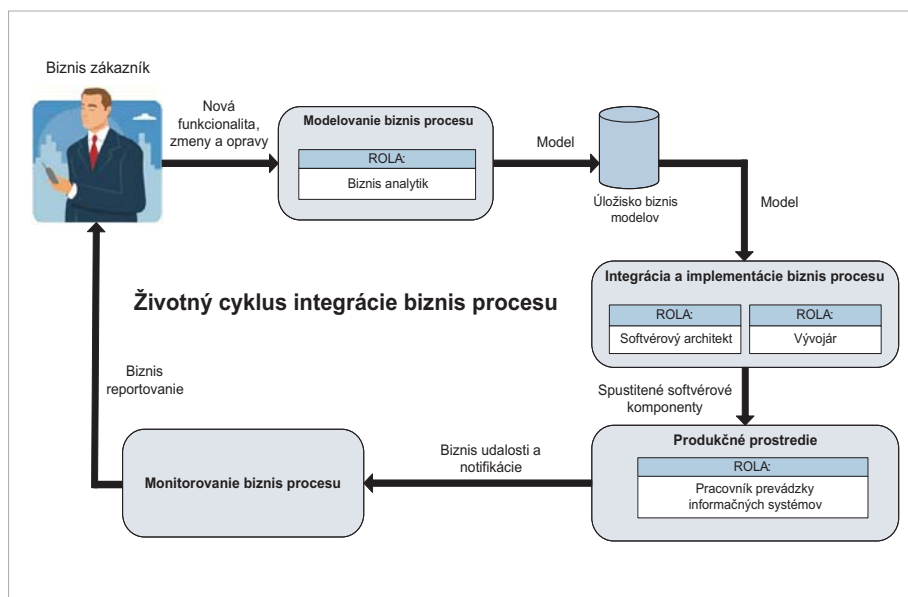 Biznis zákazník
Nová
funkcionalita,
zmeny a opravy
Modelovanie biznis procesu
ROLA:
Biznis analytik
Model
Úložisko biznis
modelov
Model
Integrácia a implementácie biznis procesu
ROLA:
Softvérový architekt
ROLA:
Vývojár
Životný cyklus integrácie biznis procesu
Spustitené softvérové
komponenty
Produkčné prostredie
ROLA:
Pracovník prevádzky
informačných systémov
Biznis udalosti a
notifikácie
Monitorovanie biznis procesu
Biznis
reportovanie